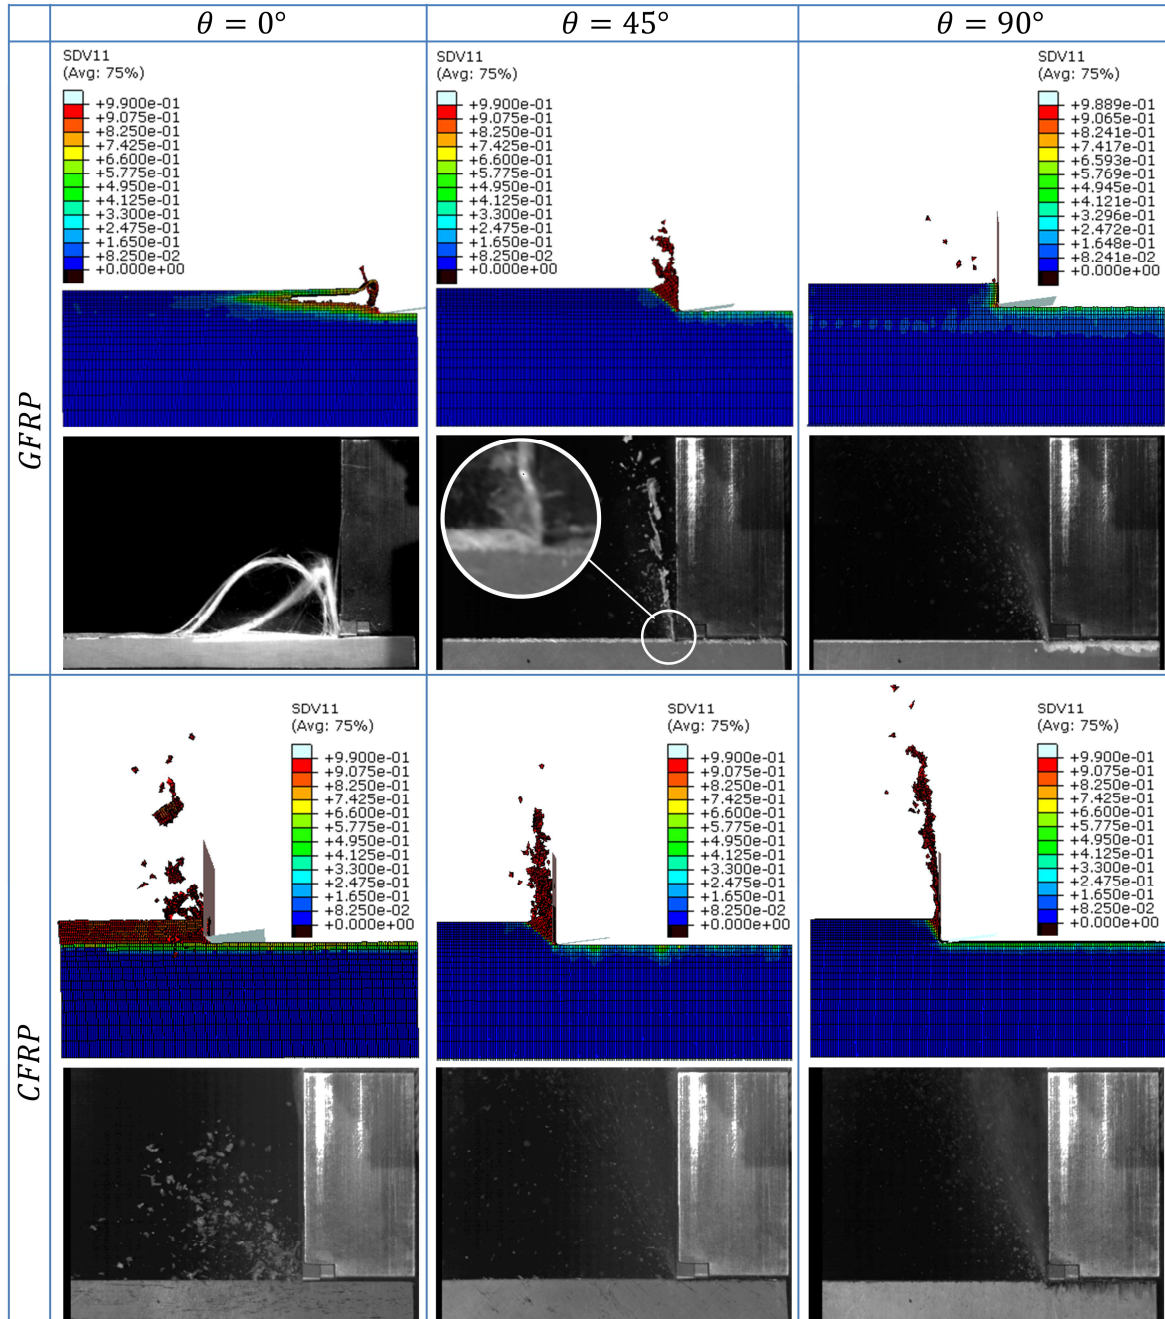 θ = 0°
θ = 45°
θ = 90°
GFRP
SDV11
(Avg: 75%)
+9.900e-01
+9.075e-01
+8.250e-01
+7.425e-01
+6.600e-01
+5.775e-01
+4.950e-01
+4.125e-01
+3.300e-01
+2.475e-01
+1.650e-01
+8.250e-02
+0.000e+00
SDV11
(Avg: 75%)
+9.900e-01
+9.075e-01
+8.250e-01
+7.425e-01
+6.600e-01
+5.775e-01
+4.950e-01
+4.125e-01
+3.300e-01
+2.475e-01
+1.650e-01
+8.250e-02
+0.000e+00
SDV11
(Avg: 75%)
+9.889e-01
+9.065e-01
+8.241e-01
+7.417e-01
+6.593e-01
+5.769e-01
+4.945e-01
+4.121e-01
+3.296e-01
+2.472e-01
+1.648e-01
+8.241e-02
+0.000e+00
CFRP
SDV11
(Avg: 75%)
+9.900e-01
+9.075e-01
+8.250e-01
+7.425e-01
+6.600e-01
+5.775e-01
+4.950e-01
+4.125e-01
+3.300e-01
+2.475e-01
+1.650e-01
+8.250e-02
+0.000e+00
SDV11
(Avg: 75%)
+9.900e-01
+9.075e-01
+8.250e-01
+7.425e-01
+6.600e-01
+5.775e-01
+4.950e-01
+4.125e-01
+3.300e-01
+2.475e-01
+1.650e-01
+8.250e-02
+0.000e+00
SDV11
(Avg: 75%)
+9.900e-01
+9.075e-01
+8.250e-01
+7.425e-01
+6.600e-01
+5.775e-01
+4.950e-01
+4.125e-01
+3.300e-01
+2.475e-01
+1.650e-01
+8.250e-02
+0.000e+00